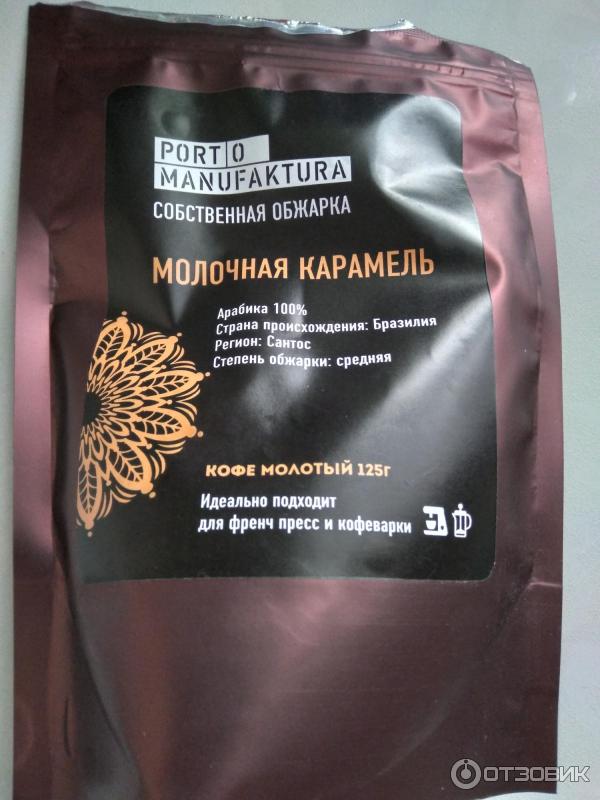 PORTO
MANUFAKTURA
СОБСТВЕННАЯ ОБЖАРКА
МОЛОЧНАЯ КАРАМЕЛЬ
Арабика 100%
Страна происхождения: Бразилия
Регион: Сантос
Степень обжарки: средняя
КОФЕ МОЛОТЫЙ 125Г
Идеально подходит
для френч пресс и кофеварки
ОТЗОВИК